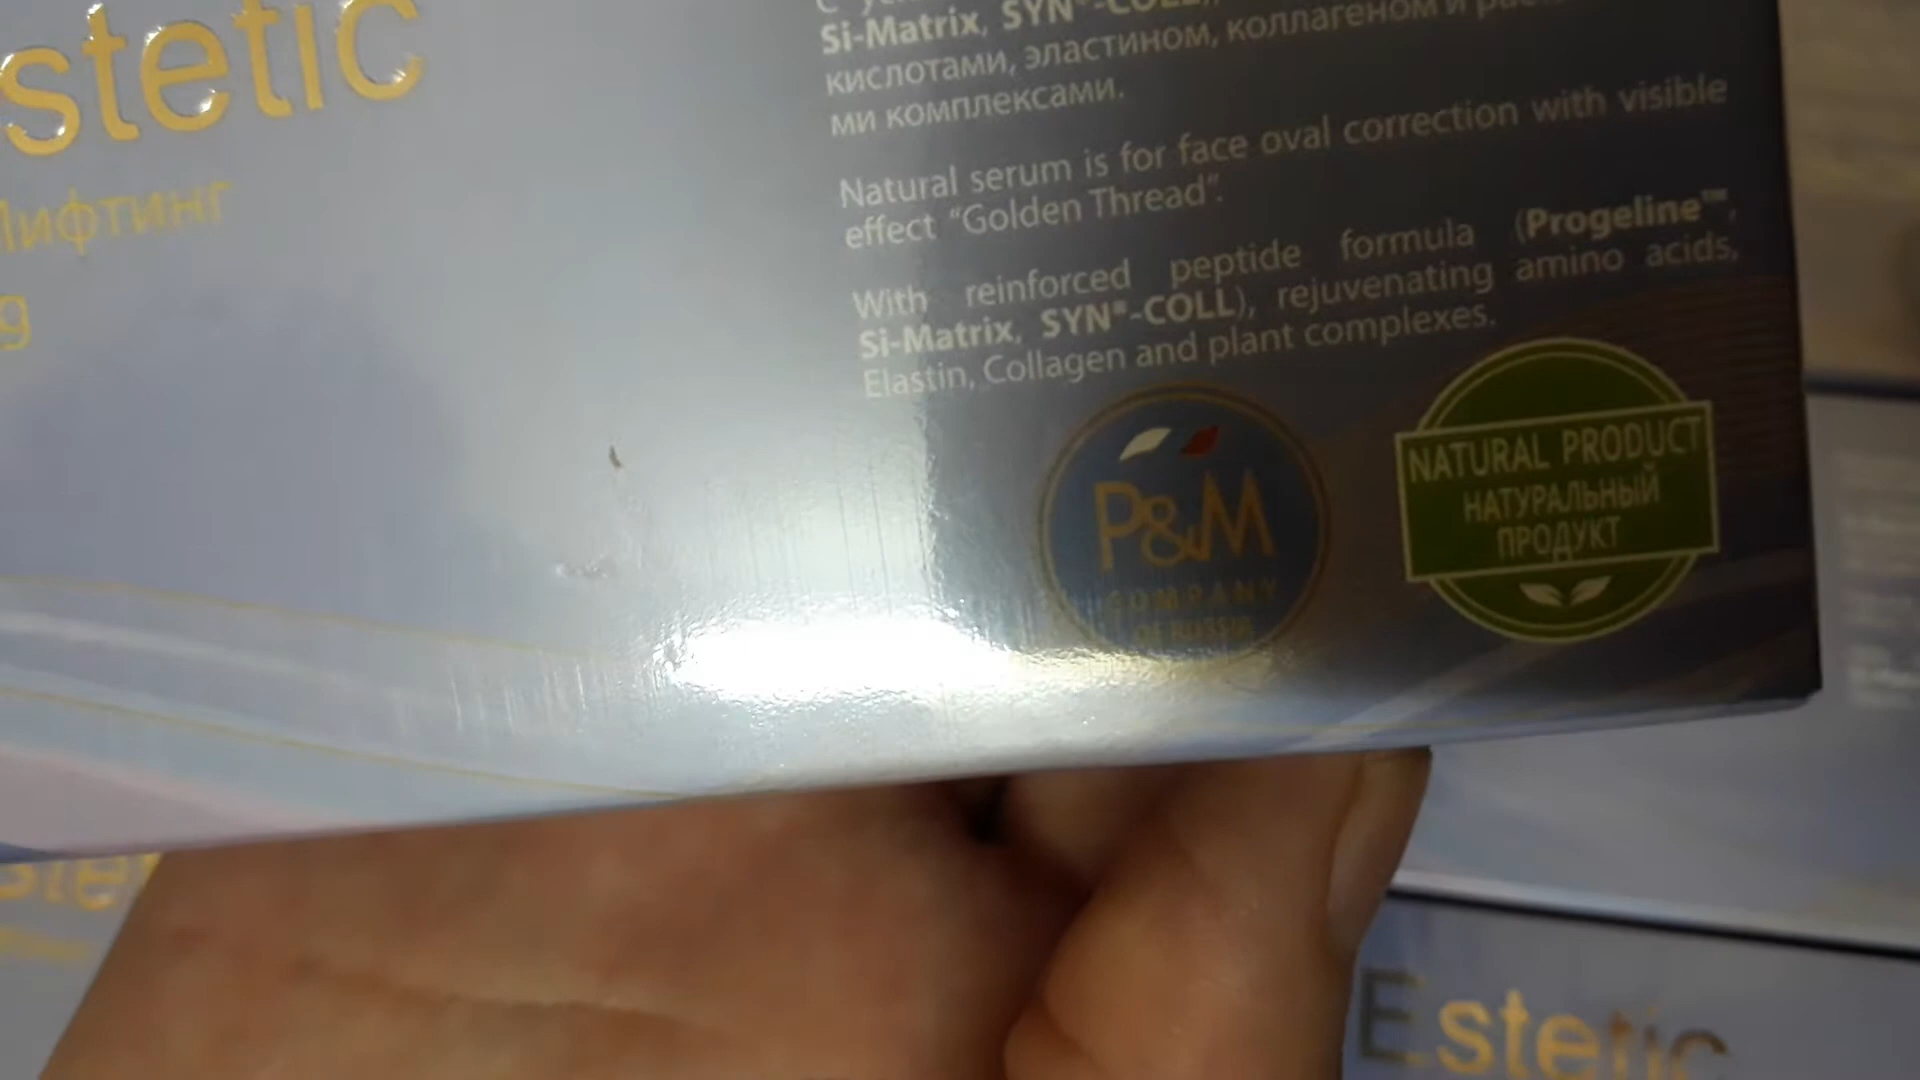 stetic
Лифтинг
g
Si-Matrix, SYN®-COLL),
кислотами, эластином, коллагеном и
ми комплексами.
Natural serum is for face oval correction with visible
effect “Golden Thread”.
With reinforced peptide formula (Progeline™,
Si-Matrix, SYN®-COLL), rejuvenating amino acids,
Elastin, Collagen and plant complexes.
P&M
COMPANY
OF RUSSIA
NATURAL PRODUCT
НАТУРАЛЬНЫЙ
ПРОДУКТ
Estetic